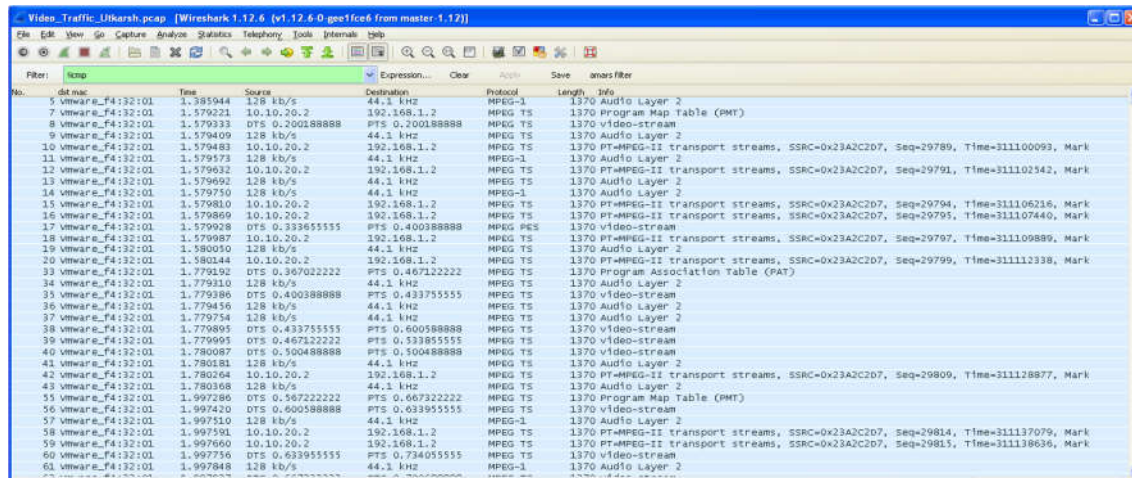 Video_Traffic_Utkarsh.pcap [Wireshark 1.12.6 (v1.12.6-0-gee1fce6 from master-1.12)]
File Edit View Go Capture Analyze Statistics Telephony Tools Internals Help
Filter: !icmp Expression... Clear Apply Save amars filter
No. dst mac Time Source Destination Protocol Length Info
5 Vmware_f4:32:01 1.385944 128 kb/s 44.1 kHz MPEG-1 1370 Audio Layer 2
7 Vmware_f4:32:01 1.579221 10.10.20.2 192.168.1.2 MPEG TS 1370 Program Map Table (PMT)
8 Vmware_f4:32:01 1.579333 DTS 0.200188888 PTS 0.200188888 MPEG TS 1370 video-stream
9 Vmware_f4:32:01 1.579409 128 kb/s 44.1 kHz MPEG TS 1370 Audio Layer 2
10 Vmware_f4:32:01 1.579483 10.10.20.2 192.168.1.2 MPEG TS 1370 PT=MPEG-II transport streams, SSRC=0x23A2C2D7, Seq=29789, Time=311100093, Mark
11 Vmware_f4:32:01 1.579573 128 kb/s 44.1 kHz MPEG-1 1370 Audio Layer 2
12 Vmware_f4:32:01 1.579632 10.10.20.2 192.168.1.2 MPEG TS 1370 PT=MPEG-II transport streams, SSRC=0x23A2C2D7, Seq=29791, Time=311102542, Mark
13 Vmware_f4:32:01 1.579692 128 kb/s 44.1 kHz MPEG TS 1370 Audio Layer 2
14 Vmware_f4:32:01 1.579750 128 kb/s 44.1 kHz MPEG-1 1370 Audio Layer 2
15 Vmware_f4:32:01 1.579810 10.10.20.2 192.168.1.2 MPEG TS 1370 PT=MPEG-II transport streams, SSRC=0x23A2C2D7, Seq=29794, Time=311106216, Mark
16 Vmware_f4:32:01 1.579869 10.10.20.2 192.168.1.2 MPEG TS 1370 PT=MPEG-II transport streams, SSRC=0x23A2C2D7, Seq=29795, Time=311107440, Mark
17 Vmware_f4:32:01 1.579928 DTS 0.333655555 PTS 0.400388888 MPEG PES 1370 video-stream
18 Vmware_f4:32:01 1.579987 10.10.20.2 192.168.1.2 MPEG TS 1370 PT=MPEG-II transport streams, SSRC=0x23A2C2D7, Seq=29797, Time=311109889, Mark
19 Vmware_f4:32:01 1.580050 128 kb/s 44.1 kHz MPEG TS 1370 Audio Layer 2
20 Vmware_f4:32:01 1.580144 10.10.20.2 192.168.1.2 MPEG TS 1370 PT=MPEG-II transport streams, SSRC=0x23A2C2D7, Seq=29799, Time=311112338, Mark
33 Vmware_f4:32:01 1.779192 DTS 0.367022222 PTS 0.467122222 MPEG TS 1370 Program Association Table (PAT)
34 Vmware_f4:32:01 1.779310 128 kb/s 44.1 kHz MPEG TS 1370 Audio Layer 2
35 Vmware_f4:32:01 1.779386 DTS 0.400388888 PTS 0.433755555 MPEG TS 1370 video-stream
36 Vmware_f4:32:01 1.779456 128 kb/s 44.1 kHz MPEG TS 1370 Audio Layer 2
37 Vmware_f4:32:01 1.779754 128 kb/s 44.1 kHz MPEG TS 1370 Audio Layer 2
38 Vmware_f4:32:01 1.779895 DTS 0.433755555 PTS 0.600588888 MPEG TS 1370 video-stream
39 Vmware_f4:32:01 1.779995 DTS 0.467122222 PTS 0.533855555 MPEG TS 1370 video-stream
40 Vmware_f4:32:01 1.780087 DTS 0.500488888 PTS 0.500488888 MPEG TS 1370 video-stream
41 Vmware_f4:32:01 1.780181 128 kb/s 44.1 kHz MPEG-1 1370 Audio Layer 2
42 Vmware_f4:32:01 1.780264 10.10.20.2 192.168.1.2 MPEG TS 1370 PT=MPEG-II transport streams, SSRC=0x23A2C2D7, Seq=29809, Time=311128877, Mark
43 Vmware_f4:32:01 1.780368 128 kb/s 44.1 kHz MPEG TS 1370 Audio Layer 2
55 Vmware_f4:32:01 1.997286 DTS 0.567222222 PTS 0.667322222 MPEG TS 1370 Program Map Table (PMT)
56 Vmware_f4:32:01 1.997420 DTS 0.600588888 PTS 0.633955555 MPEG TS 1370 video-stream
57 Vmware_f4:32:01 1.997510 128 kb/s 44.1 kHz MPEG-1 1370 Audio Layer 2
58 Vmware_f4:32:01 1.997591 10.10.20.2 192.168.1.2 MPEG TS 1370 PT=MPEG-II transport streams, SSRC=0x23A2C2D7, Seq=29814, Time=311137079, Mark
59 Vmware_f4:32:01 1.997660 10.10.20.2 192.168.1.2 MPEG TS 1370 PT=MPEG-II transport streams, SSRC=0x23A2C2D7, Seq=29815, Time=311138636, Mark
60 Vmware_f4:32:01 1.997756 DTS 0.633955555 PTS 0.734055555 MPEG TS 1370 video-stream
61 Vmware_f4:32:01 1.997848 128 kb/s 44.1 kHz MPEG-1 1370 Audio Layer 2